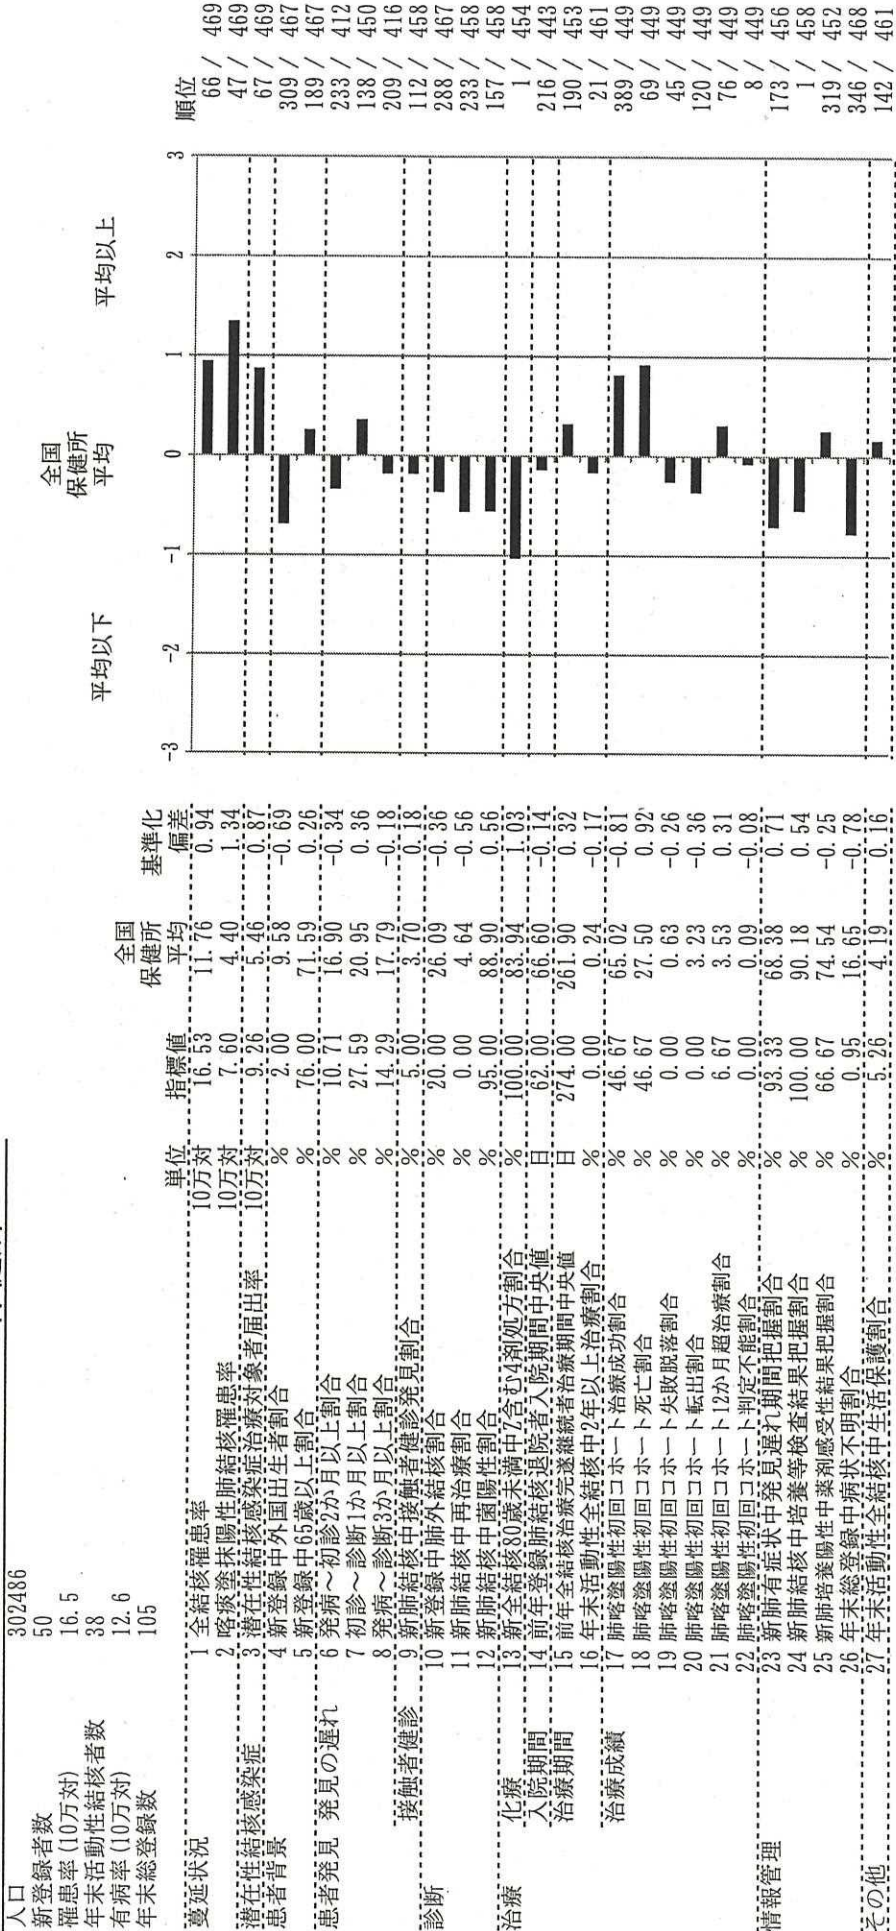 人口 302486
新登録者数 50
罹患率(10万対) 16.5
年末活動性結核者数 38
有病率(10万対) 12.6
年末総登録数 105
単位 指標値 全国保健所平均 基準化偏差 平均以下 全国保健所平均 平均以上 順位
-3 -2 -1 0 1 2 3
蔓延状況 1 全結核罹患率 10万対 16.53 11.76 0.94 66 / 469
2 喀痰塗抹陽性肺結核罹患率 10万対 7.60 4.40 1.34 47 / 469
潜在性結核感染症 3 潜在性結核感染症治療対象者届出率 10万対 9.26 5.46 0.87 67 / 469
患者背景 4 新登録中外国出生者割合 % 2.00 9.58 -0.69 309 / 467
5 新登録中65歳以上割合 % 76.00 71.59 0.26 189 / 467
患者発見 発見の遅れ 6 発病～初診2か月以上割合 % 10.71 16.90 -0.34 233 / 412
7 初診～診断1か月以上割合 % 27.59 20.95 0.36 138 / 450
8 発病～診断3か月以上割合 % 14.29 17.79 -0.18 209 / 416
接触者健診 9 新肺結核中接触者健診発見割合 % 5.00 3.70 0.18 112 / 458
診断 10 新登録中肺外結核割合 % 20.00 26.09 -0.36 288 / 467
11 新肺結核中再治療割合 % 0.00 4.64 -0.56 233 / 458
12 新肺結核中菌陽性割合 % 95.00 88.90 0.56 157 / 458
治療 化療 13 新全結核80歳未満中Z含む4剤処方割合 % 100.00 83.94 1.03 1 / 454
入院期間 14 前年登録肺結核退院者入院期間中央値 日 62.00 66.60 -0.14 216 / 443
治療期間 15 前年全結核治療完遂継続者治療期間中央値 日 274.00 261.90 0.32 190 / 453
16 年末活動性全結核中2年以上治療割合 % 0.00 0.24 -0.17 21 / 461
治療成績 17 肺喀塗陽性初回コホート治療成功割合 % 46.67 65.02 -0.81 389 / 449
18 肺喀塗陽性初回コホート死亡割合 % 46.67 27.50 0.92 69 / 449
19 肺喀塗陽性初回コホート失敗脱落割合 % 0.00 0.63 -0.26 45 / 449
20 肺喀塗陽性初回コホート転出割合 % 0.00 3.23 -0.36 120 / 449
21 肺喀塗陽性初回コホート12か月超治療割合 % 6.67 3.53 0.31 76 / 449
22 肺喀塗陽性初回コホート判定不能割合 % 0.00 0.09 -0.08 8 / 449
情報管理 23 新肺有症状中発見遅れ期間把握割合 % 93.33 68.38 0.71 173 / 456
24 新肺結核中培養等検査結果把握割合 % 100.00 90.18 0.54 1 / 458
25 新肺培養陽性中薬剤感受性結果把握割合 % 66.67 74.54 -0.25 319 / 452
26 年末総登録中病状不明割合 % 0.95 16.65 -0.78 346 / 468
その他 27 年末活動性全結核中生活保護割合 % 5.26 4.19 0.16 142 / 461